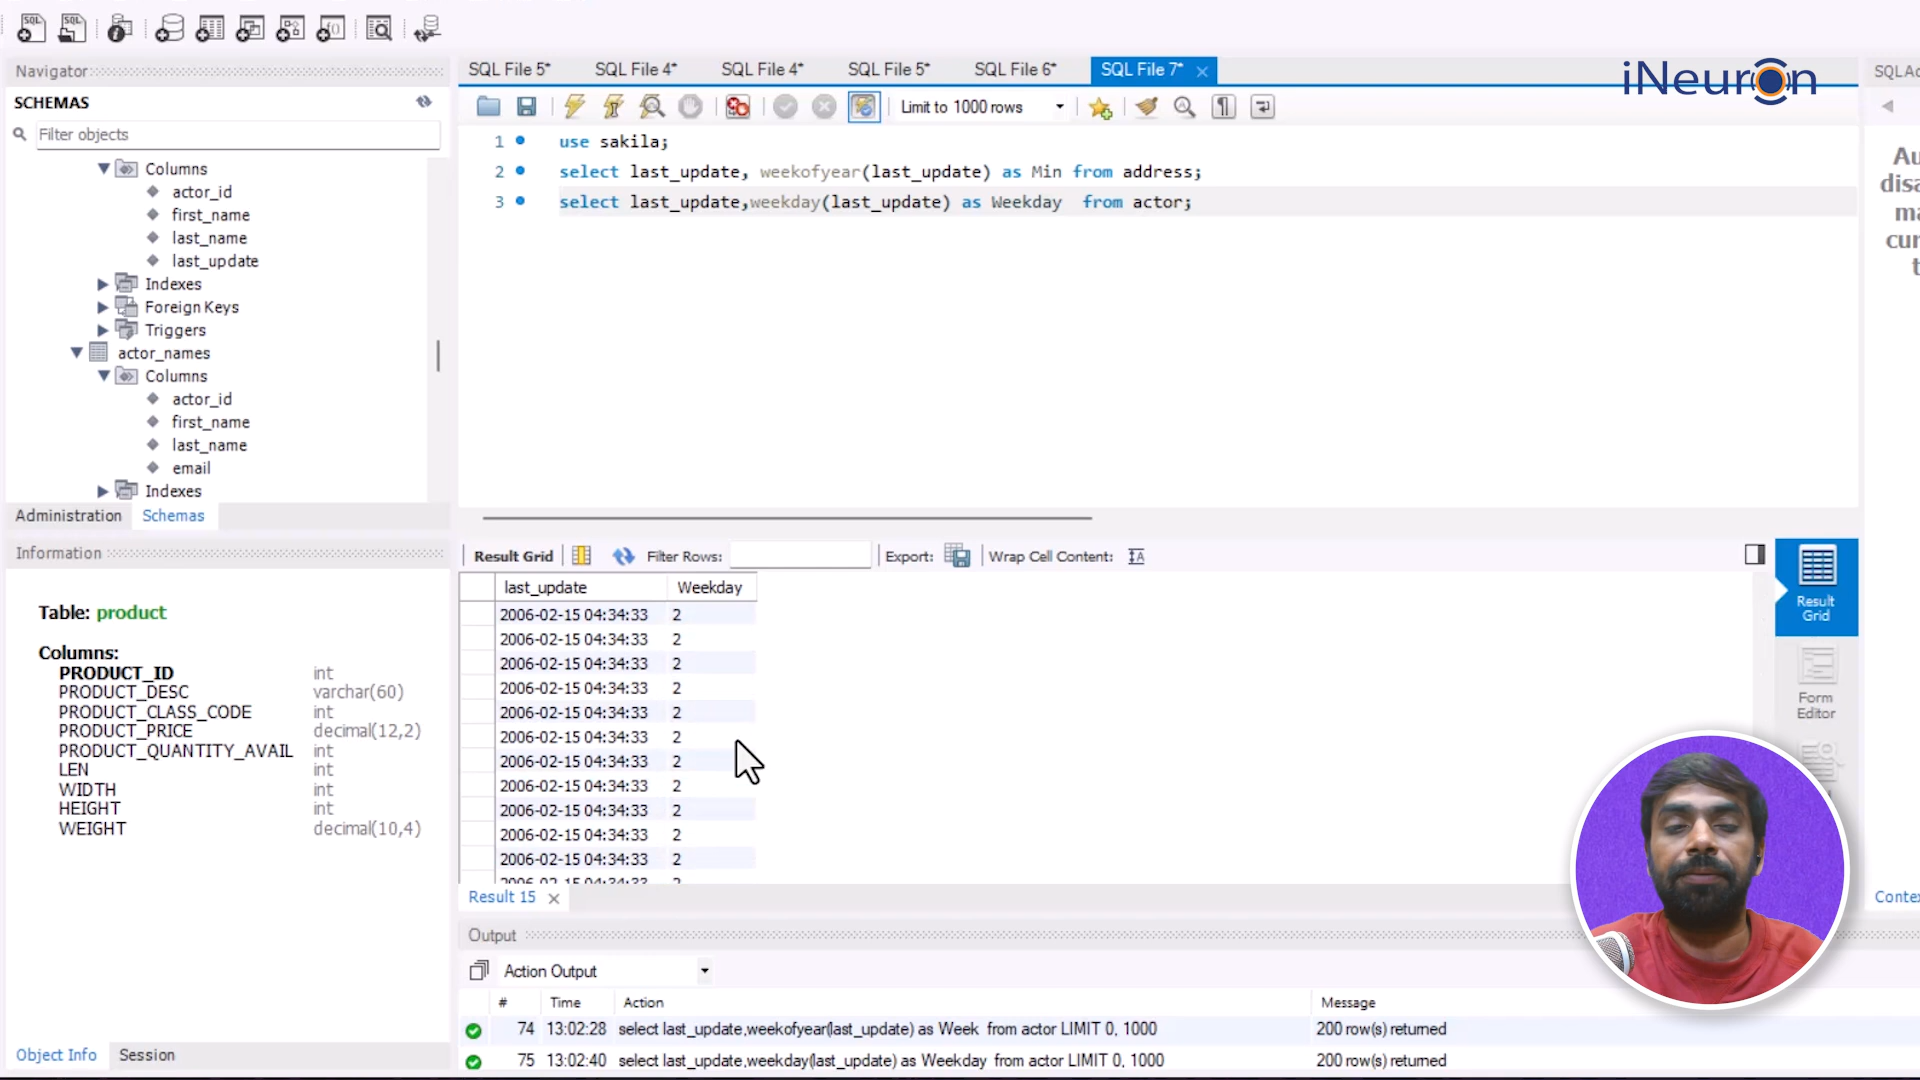 Navigator
SCHEMAS
Filter objects
Columns
actor_id
first_name
last_name
last_update
Indexes
Foreign Keys
Triggers
actor_names
Columns
actor_id
first_name
last_name
email
Indexes
Administration Schemas
Information
Table: product
Columns:
PRODUCT_ID int
PRODUCT_DESC varchar(60)
PRODUCT_CLASS_CODE int
PRODUCT_PRICE decimal(12,2)
PRODUCT_QUANTITY_AVAIL int
LEN int
WIDTH int
HEIGHT int
WEIGHT decimal(10,4)
Object Info Session
SQL File 5* SQL File 4* SQL File 4* SQL File 5* SQL File 6* SQL File 7*
iNeuron
Limit to 1000 rows
1 use sakila;
2 select last_update, weekofyear(last_update) as Min from address;
3 select last_update,weekday(last_update) as Weekday  from actor;
Result Grid Filter Rows: Export: Wrap Cell Content:
last_update Weekday
2006-02-15 04:34:33 2
2006-02-15 04:34:33 2
2006-02-15 04:34:33 2
2006-02-15 04:34:33 2
2006-02-15 04:34:33 2
2006-02-15 04:34:33 2
2006-02-15 04:34:33 2
2006-02-15 04:34:33 2
2006-02-15 04:34:33 2
2006-02-15 04:34:33 2
2006-02-15 04:34:33 2
Result
Grid
Form
Editor
Result 15
Output
Action Output
# Time Action Message
74 13:02:28 select last_update,weekofyear(last_update) as Week  from actor LIMIT 0, 1000 200 row(s) returned
75 13:02:40 select last_update,weekday(last_update) as Weekday  from actor LIMIT 0, 1000 200 row(s) returned